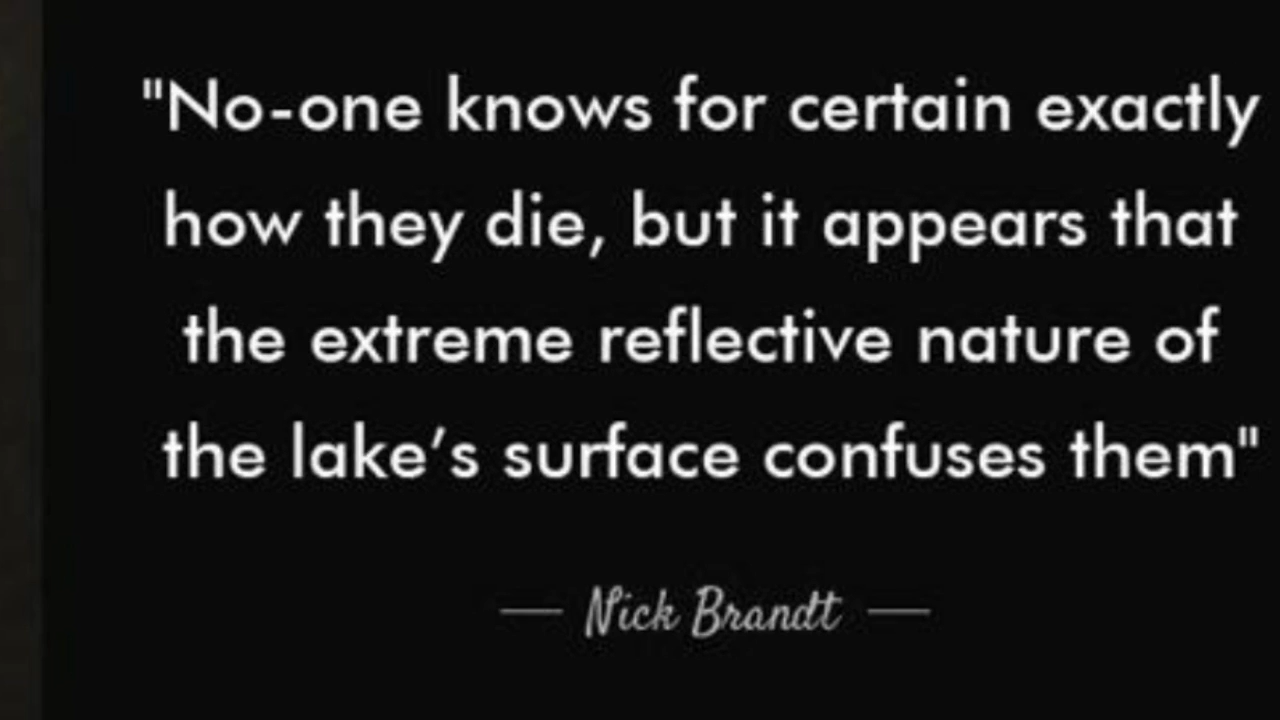 "No-one knows for certain exactly
how they die, but it appears that
the extreme reflective nature of
the lake’s surface confuses them"
— Nick Brandt —